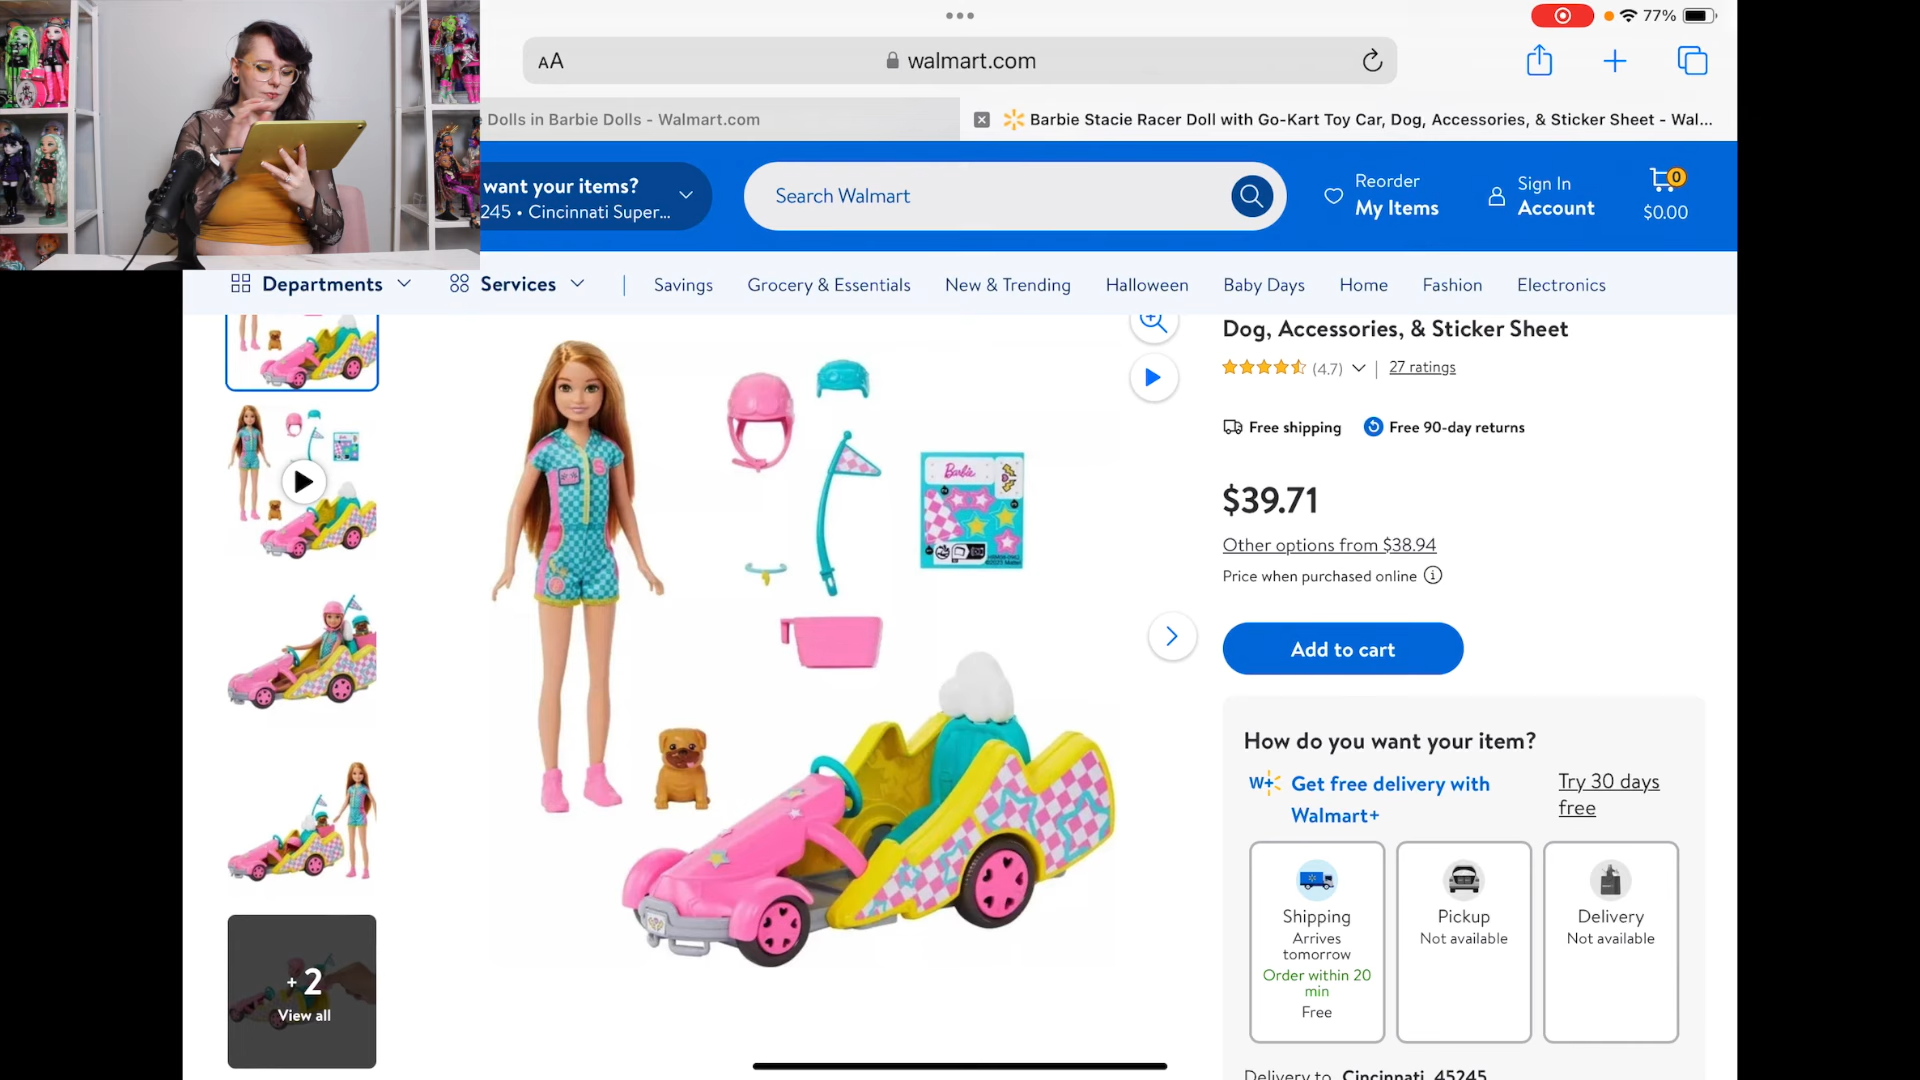 77%
AA
walmart.com
e Dolls in Barbie Dolls - Walmart.com
Barbie Stacie Racer Doll with Go-Kart Toy Car, Dog, Accessories, & Sticker Sheet - Wal...
want your items?
245 • Cincinnati Super...
Search Walmart
Reorder
My Items
Sign In
Account
0
$0.00
Departments
Services
Savings
Grocery & Essentials
New & Trending
Halloween
Baby Days
Home
Fashion
Electronics
Dog, Accessories, & Sticker Sheet
(4.7)
27 ratings
Free shipping
Free 90-day returns
$39.71
Other options from $38.94
Price when purchased online
Add to cart
Barbie
S
How do you want your item?
W+
Get free delivery with
Walmart+
Try 30 days
free
Shipping
Arrives
tomorrow
Order within 20
min
Free
Pickup
Not available
Delivery
Not available
+2
View all
Delivery to Cincinnati, 45245